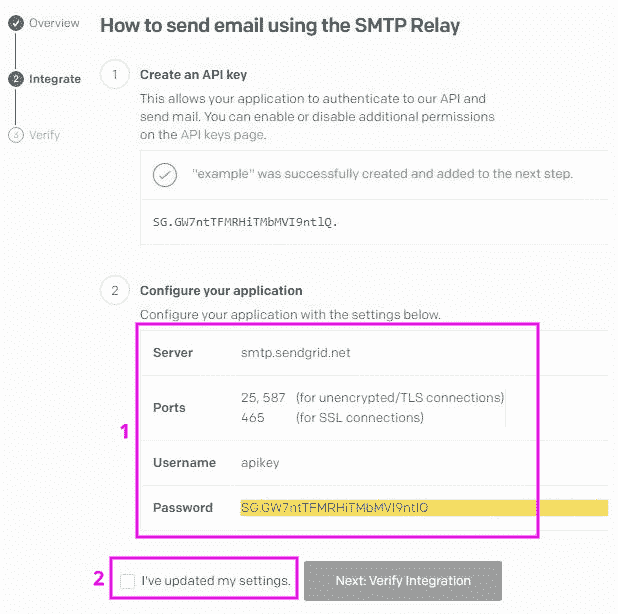 Overview
How to send email using the SMTP Relay
2 Integrate
3 Verify
1 Create an API key
This allows your application to authenticate to our API and
send mail. You can enable or disable additional permissions
on the API keys page.
"example" was successfully created and added to the next step.
SG.GW7ntTFMRHiTMbMVI9ntlQ.
2 Configure your application
Configure your application with the settings below.
1
Server smtp.sendgrid.net
Ports 25, 587 (for unencrypted/TLS connections)
465 (for SSL connections)
Username apikey
Password SG.GW7ntTFMRHiTMbMVI9ntlQ
2 I've updated my settings. Next: Verify Integration